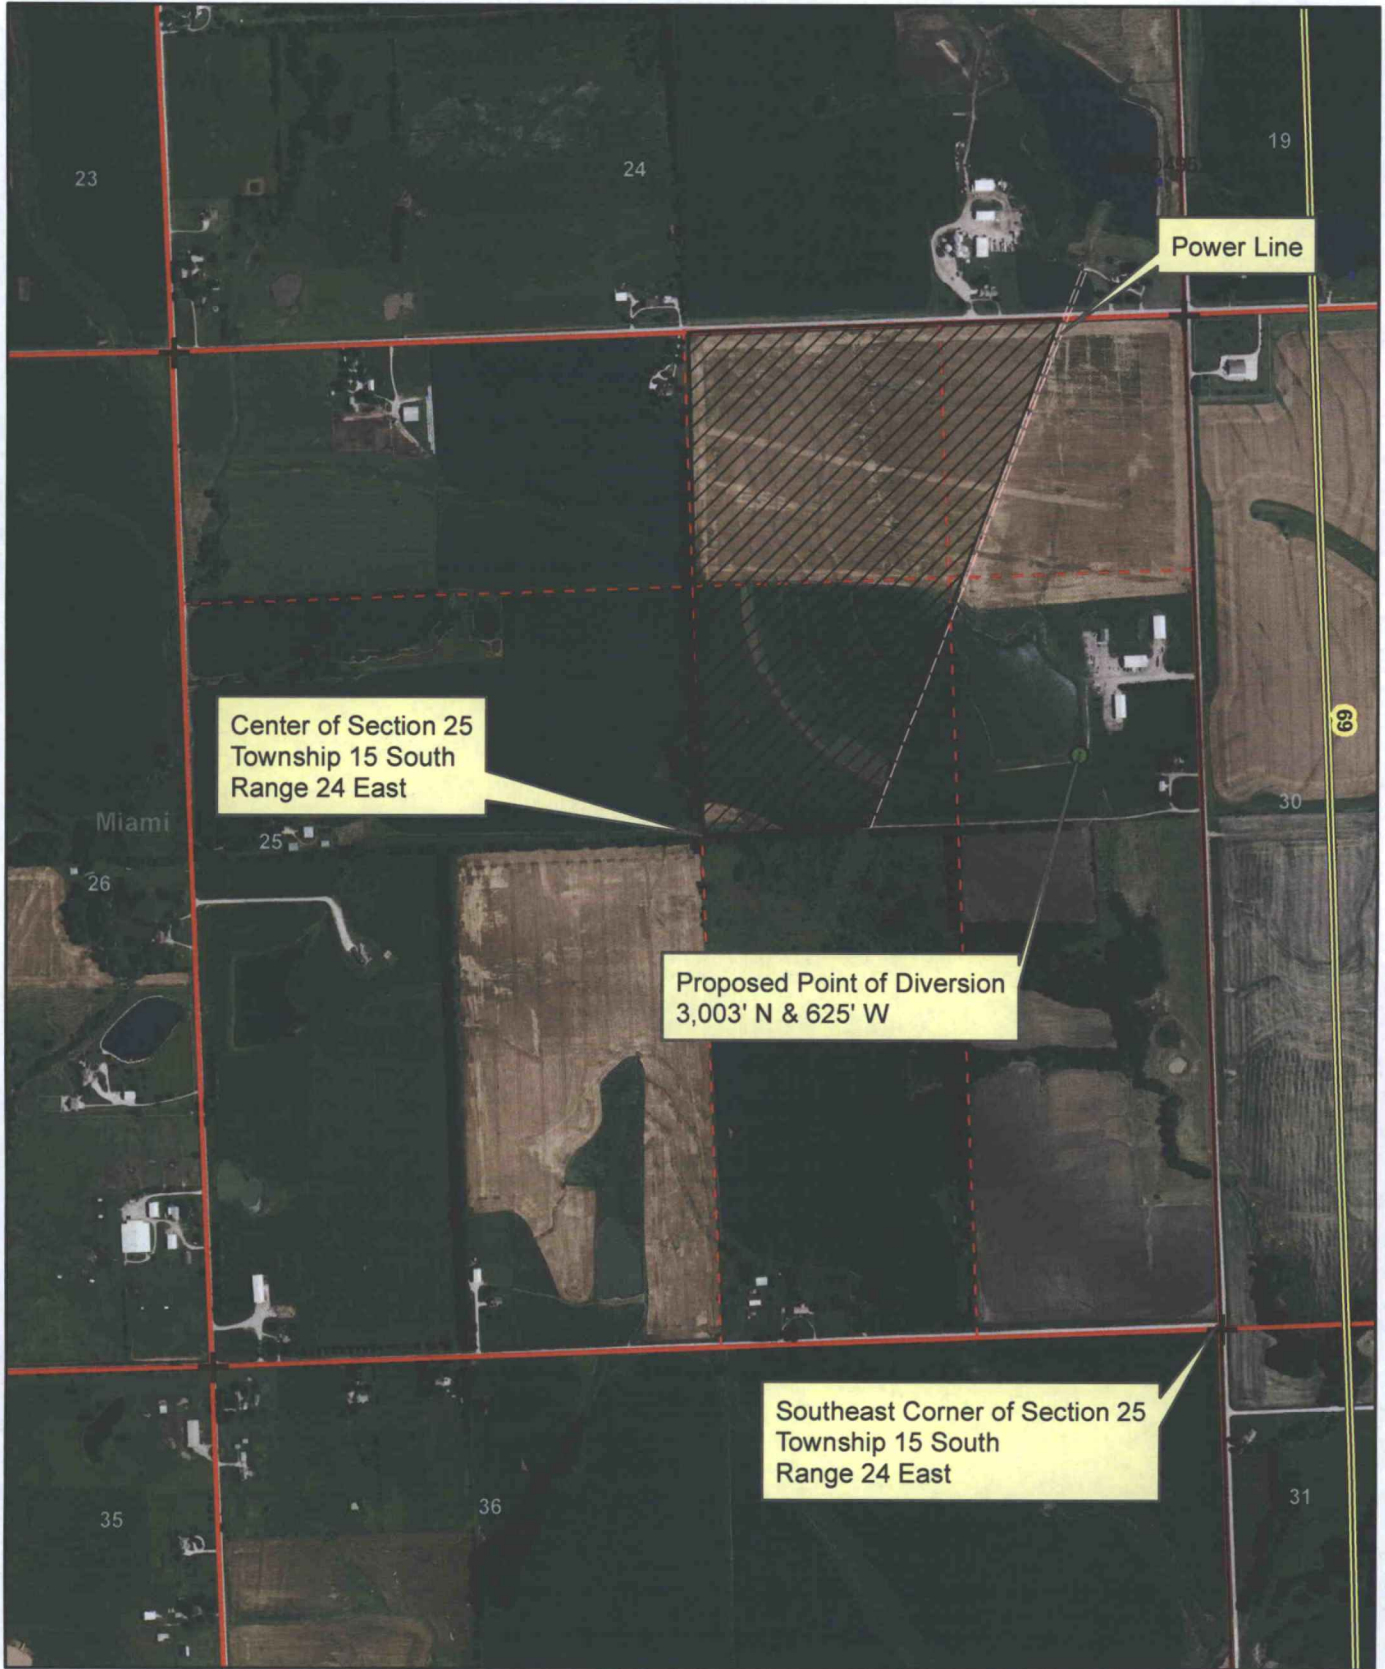 19
23
24
Power Line
Center of Section 25
Township 15 South
Range 24 East
69
30
Miami
25
26
Proposed Point of Diversion
3,003' N & 625' W
Southeast Corner of Section 25
Township 15 South
Range 24 East
31
36
35